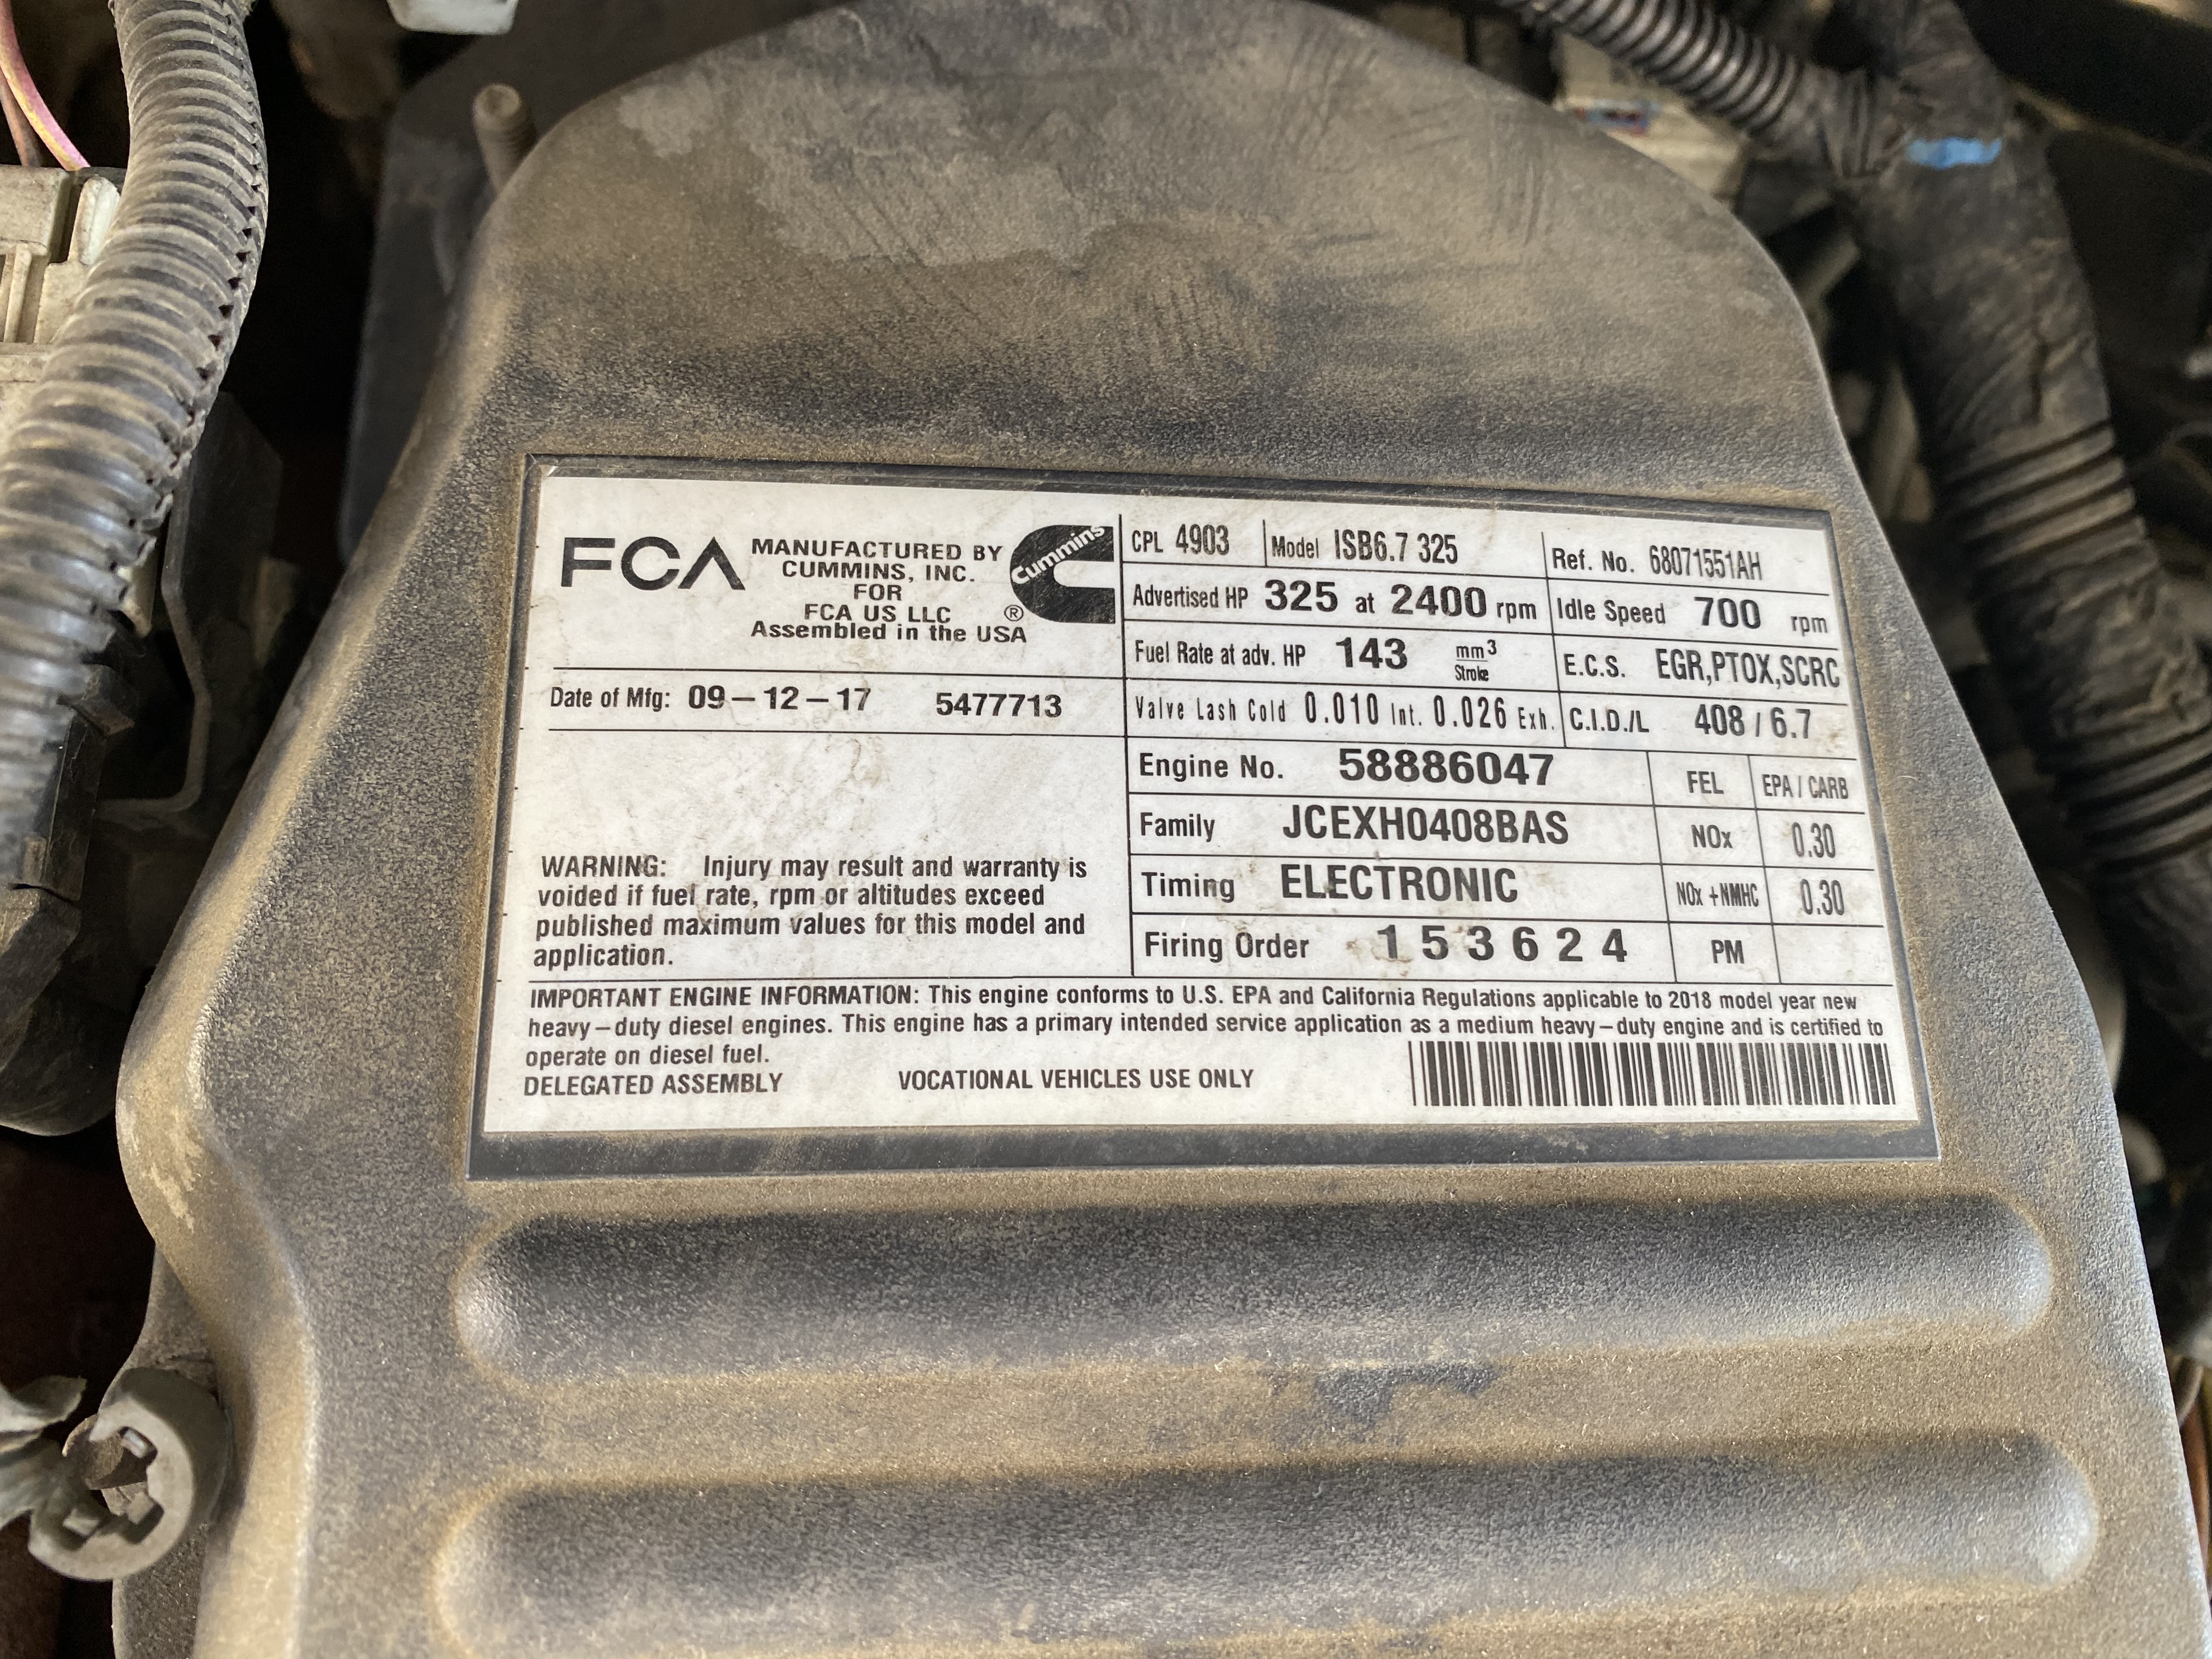 FCA
MANUFACTURED BY
CUMMINS, INC.
FOR
FCA US LLC
Assembled in the USA
®
Cummins
CPL 4903 Model ISB6.7 325 Ref. No. 68071551AH
Advertised HP 325 at 2400 rpm Idle Speed 700 rpm
Fuel Rate at adv. HP 143 mm3 Stroke E.C.S. EGR,PTOX,SCRC
Valve Lash Cold 0.010 Int. 0.026 Exh. C.I.D./L 408 / 6.7
Date of Mfg: 09-12-17 5477713
Engine No. 58886047 FEL EPA / CARB
Family JCEXH0408BAS NOx 0.30
Timing ELECTRONIC NOx +NMHC 0.30
Firing Order 1 5 3 6 2 4 PM
WARNING: Injury may result and warranty is
voided if fuel rate, rpm or altitudes exceed
published maximum values for this model and
application.
IMPORTANT ENGINE INFORMATION: This engine conforms to U.S. EPA and California Regulations applicable to 2018 model year new
heavy-duty diesel engines. This engine has a primary intended service application as a medium heavy-duty engine and is certified to
operate on diesel fuel.
DELEGATED ASSEMBLY VOCATIONAL VEHICLES USE ONLY